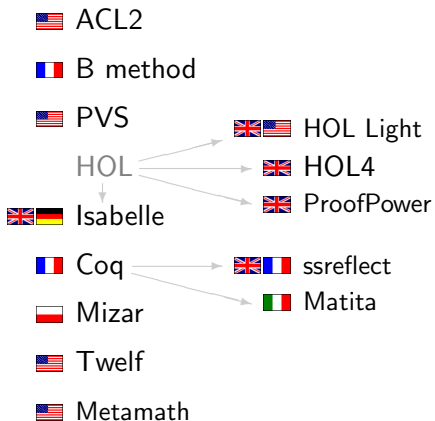 ACL2
B method
PVS
HOL Light
HOL
HOL4
ProofPower
Isabelle
Coq
ssreflect
Matita
Mizar
Twelf
Metamath